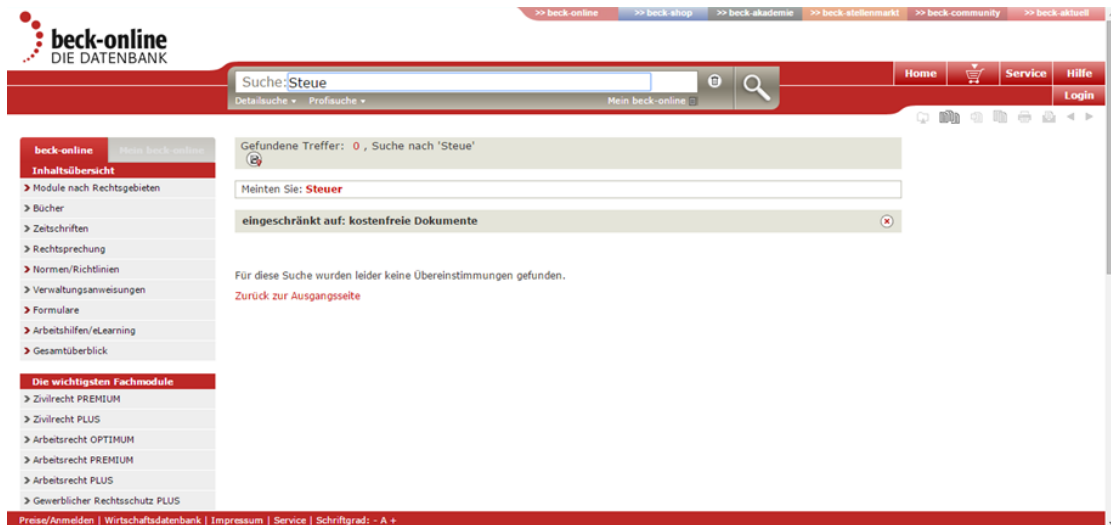 >> beck-online >> beck-shop >> beck-akademie >> beck-stellenmarkt >> beck-community >> beck-aktuell
beck-online
DIE DATENBANK
Suche: Steue
Detailsuche Profisuche Mein beck-online
Home Service Hilfe
Login
beck-online Mein beck-online
Inhaltsübersicht
Module nach Rechtsgebieten
Bücher
Zeitschriften
Rechtsprechung
Normen/Richtlinien
Verwaltungsanweisungen
Formulare
Arbeitshilfen/eLearning
Gesamtüberblick
Die wichtigsten Fachmodule
Zivilrecht PREMIUM
Zivilrecht PLUS
Arbeitsrecht OPTIMUM
Arbeitsrecht PREMIUM
Arbeitsrecht PLUS
Gewerblicher Rechtsschutz PLUS
Gefundene Treffer: 0 , Suche nach 'Steue'
Meinten Sie: Steuer
eingeschränkt auf: kostenfreie Dokumente
Für diese Suche wurden leider keine Übereinstimmungen gefunden.
Zurück zur Ausgangsseite
Preise/Anmelden | Wirtschaftsdatenbank | Impressum | Service | Schriftgrad: - A +